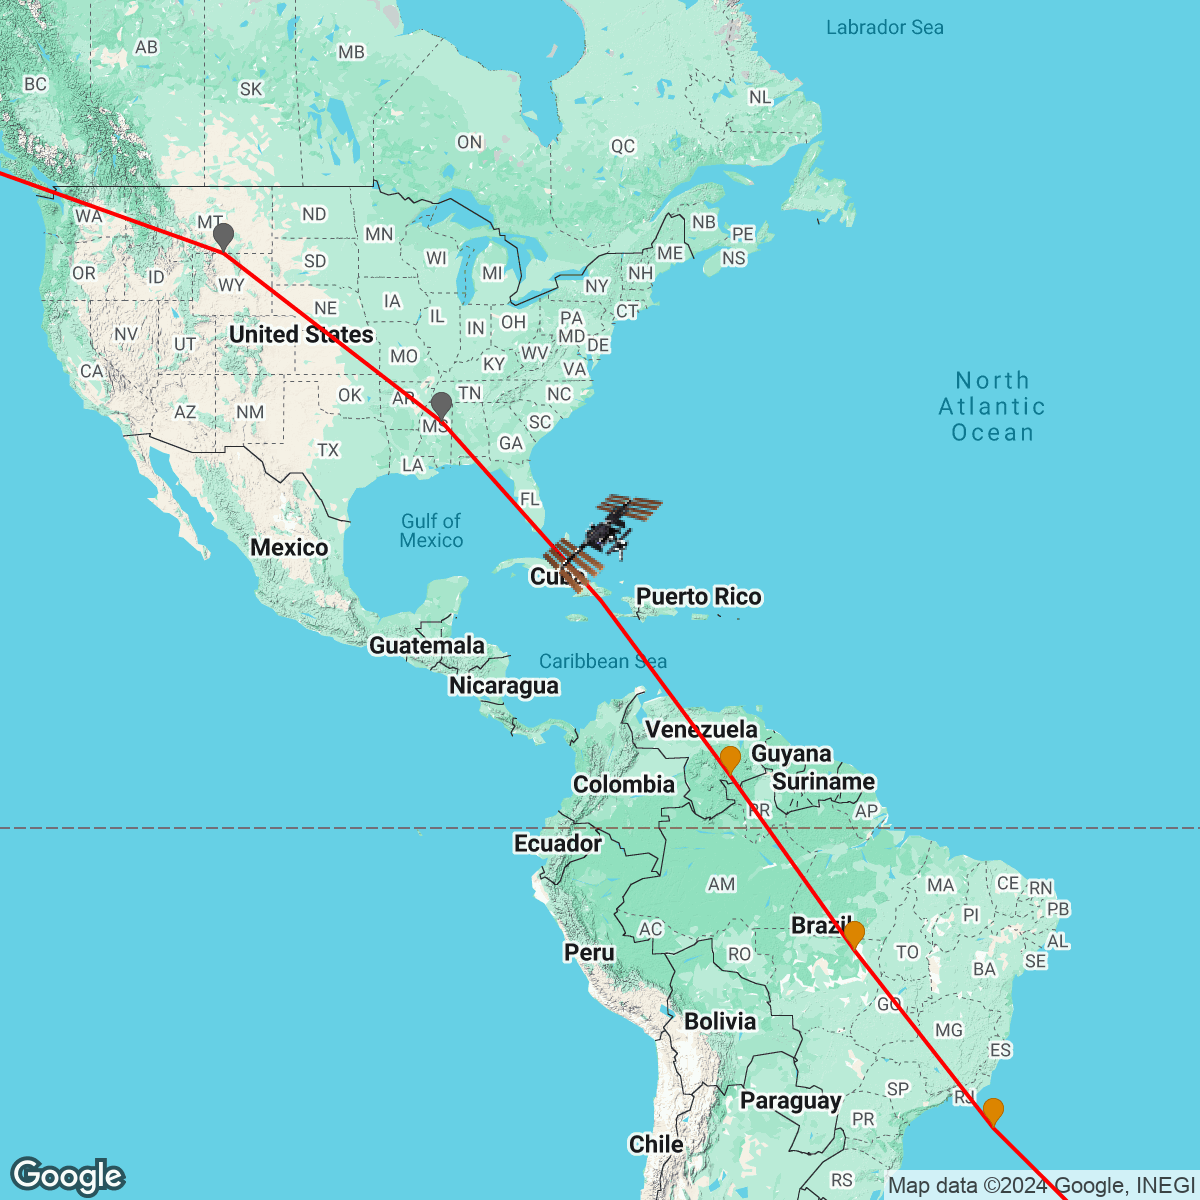 Labrador Sea
AB
MB
BC
SK
NL
ON
QC
WA
MT
ND
NB
PE
MN
ME
NS
OR
ID
SD
WI
MI
NH
WY
NY
IA
NE
CT
IL
IN
OH
PA
NV
United States
MD
DE
UT
MO
WV
KY
VA
CA
North
Atlantic
Ocean
OK
AR
TN
NC
AZ
NM
MS
SC
TX
GA
LA
FL
Gulf of
Mexico
Mexico
Cuba
Puerto Rico
Guatemala
Caribbean Sea
Nicaragua
Venezuela
Guyana
Colombia
Suriname
RR
AP
Ecuador
AM
MA
CE
RN
PB
PI
Brazil
AC
AL
Peru
RO
TO
SE
BA
GO
Bolivia
MG
ES
SP
RJ
Paraguay
PR
Chile
RS
Google
Map data ©2024 Google, INEGI